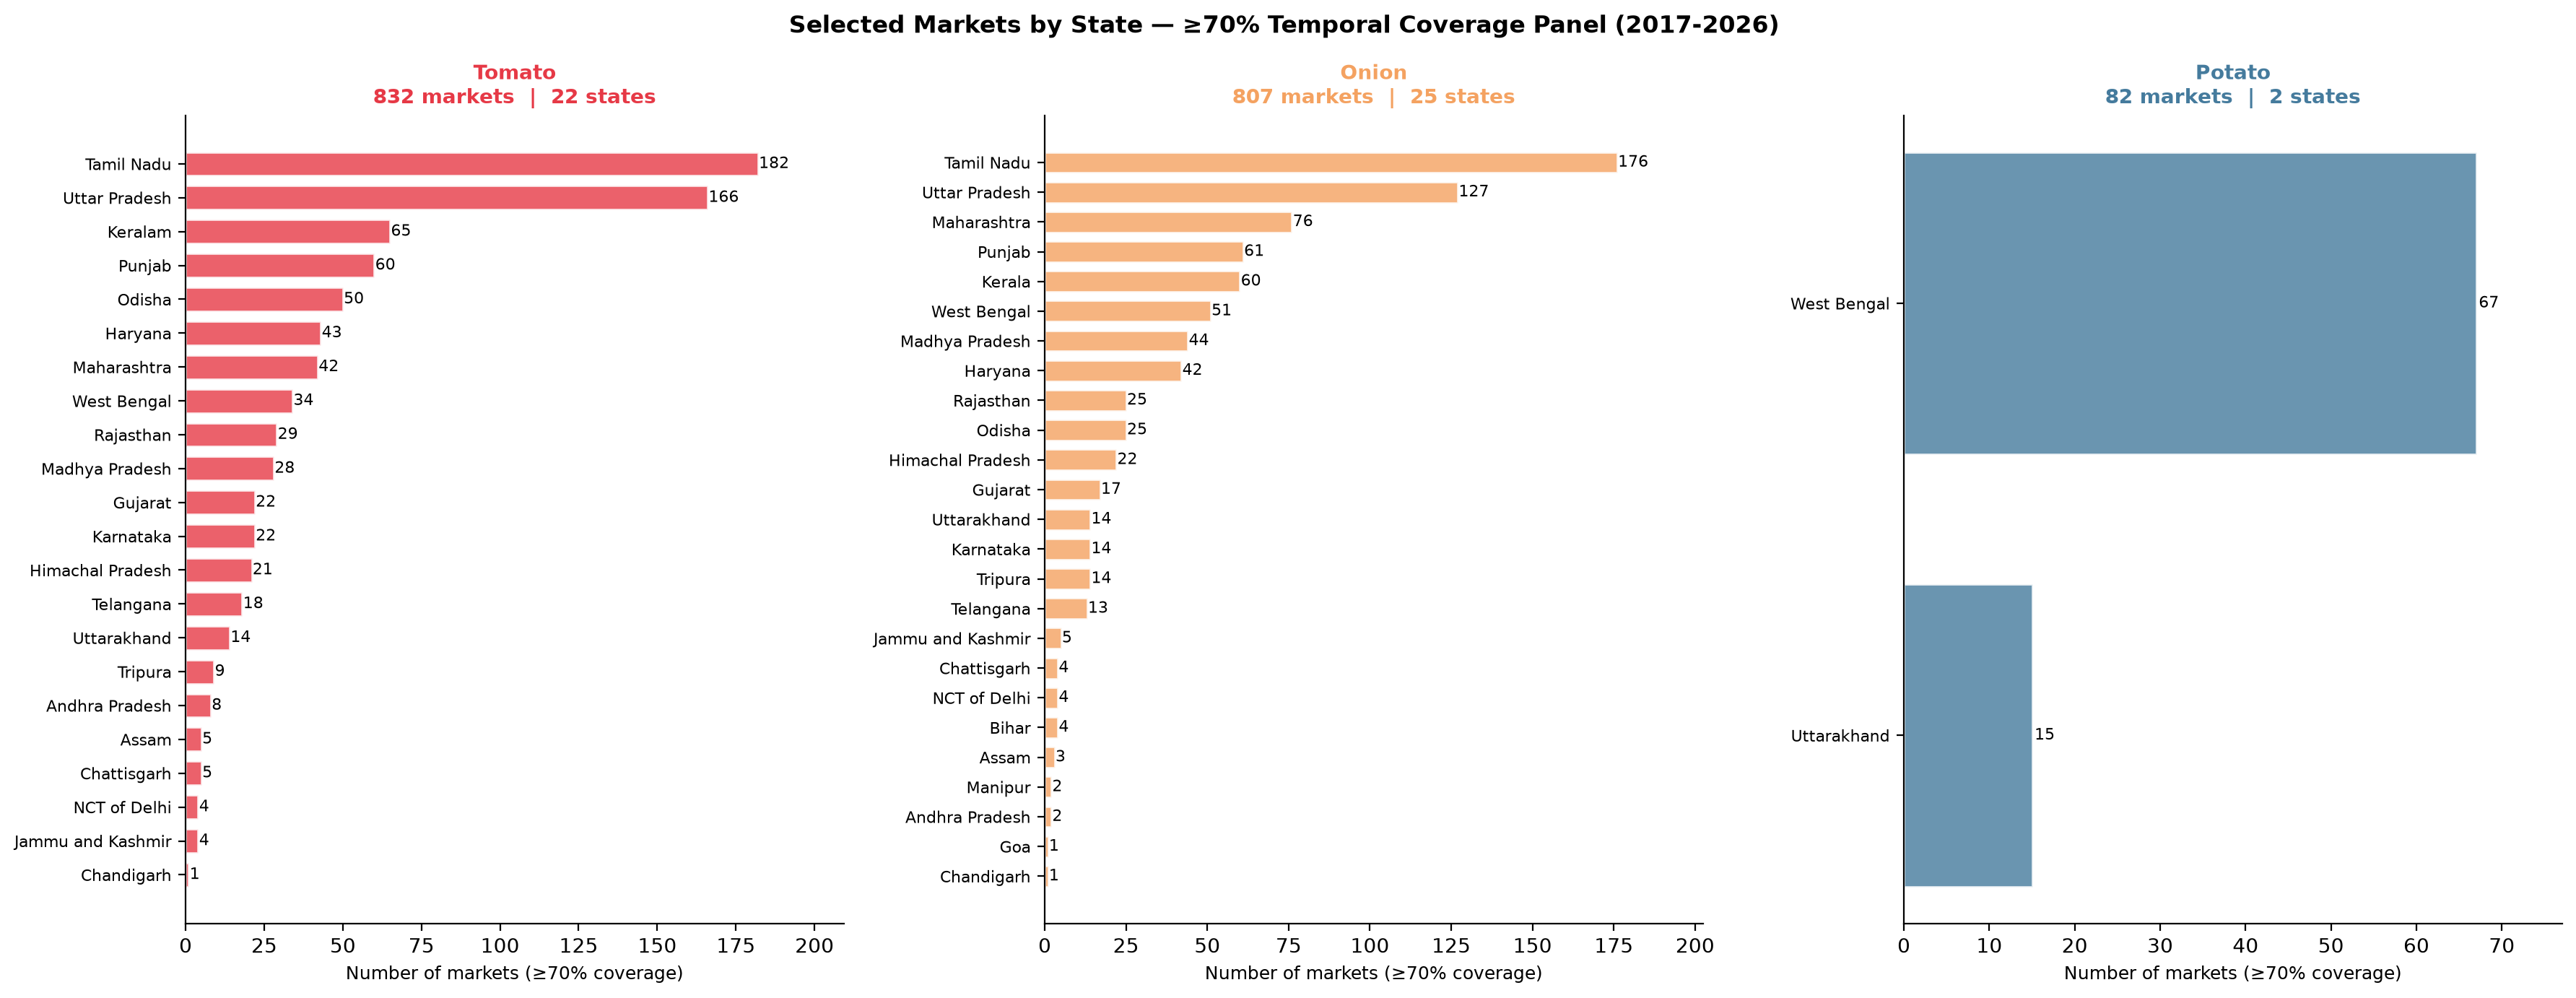 Selected Markets by State — ≥70% Temporal Coverage Panel (2017-2026)
Tomato
832 markets | 22 states
Tamil Nadu 182
Uttar Pradesh 166
Keralam 65
Punjab 60
Odisha 50
Haryana 43
Maharashtra 42
West Bengal 34
Rajasthan 29
Madhya Pradesh 28
Gujarat 22
Karnataka 22
Himachal Pradesh 21
Telangana 18
Uttarakhand 14
Tripura 9
Andhra Pradesh 8
Assam 5
Chattisgarh 5
NCT of Delhi 4
Jammu and Kashmir 4
Chandigarh 1
0 25 50 75 100 125 150 175 200
Number of markets (≥70% coverage)
Onion
807 markets | 25 states
Tamil Nadu 176
Uttar Pradesh 127
Maharashtra 76
Punjab 61
Kerala 60
West Bengal 51
Madhya Pradesh 44
Haryana 42
Rajasthan 25
Odisha 25
Himachal Pradesh 22
Gujarat 17
Uttarakhand 14
Karnataka 14
Tripura 14
Telangana 13
Jammu and Kashmir 5
Chattisgarh 4
NCT of Delhi 4
Bihar 4
Assam 3
Manipur 2
Andhra Pradesh 2
Goa 1
Chandigarh 1
0 25 50 75 100 125 150 175 200
Number of markets (≥70% coverage)
Potato
82 markets | 2 states
West Bengal 67
Uttarakhand 15
0 10 20 30 40 50 60 70
Number of markets (≥70% coverage)